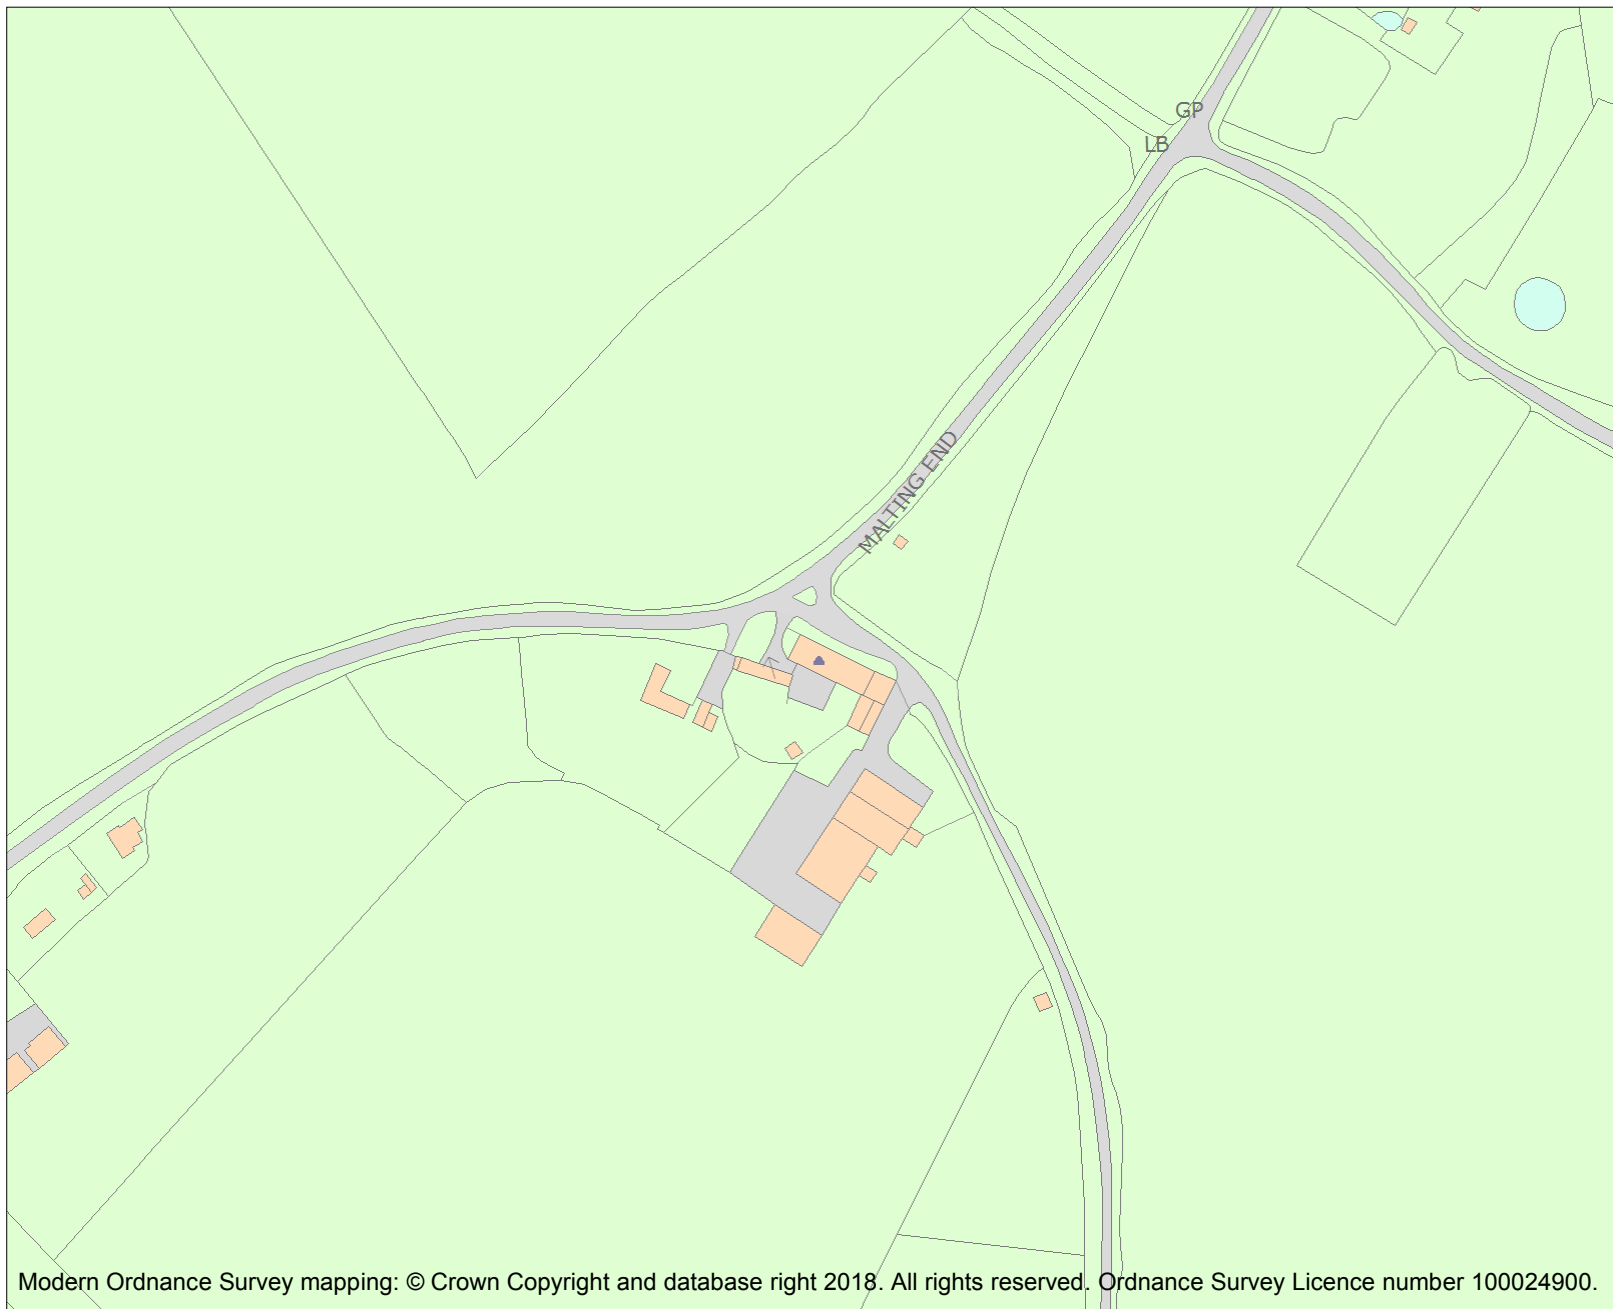 GP
LB
MALTING END
Modern Ordnance Survey mapping: © Crown Copyright and database right 2018. All rights reserved. Ordnance Survey Licence number 100024900.